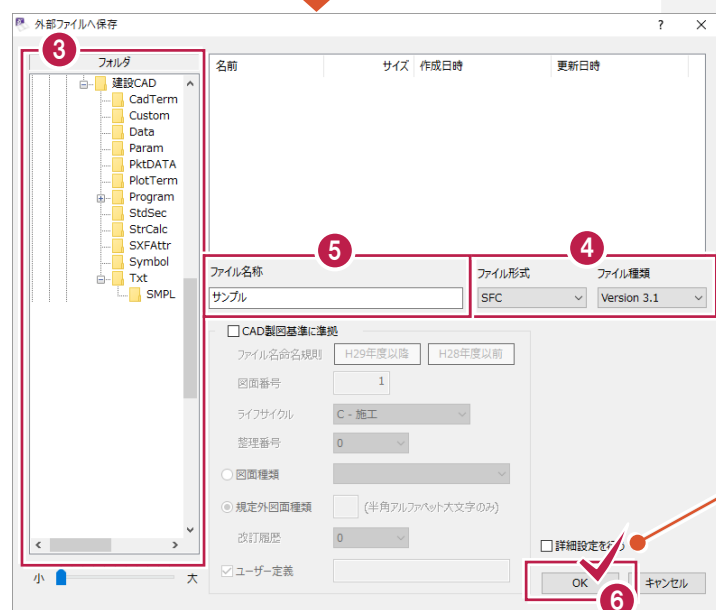 外部ファイルへ保存
?
3
フォルダ
建設CAD
CadTerm
Custom
Data
Param
PktDATA
PlotTerm
Program
StdSec
StrCalc
SXFAttr
Symbol
Txt
SMPL
小 大
名前 サイズ 作成日時 更新日時
5
ファイル名称
サンプル
4
ファイル形式 ファイル種類
SFC Version 3.1
CAD製図基準に準拠
ファイル名命名規則 H29年度以降 H28年度以前
図面番号 1
ライフサイクル C - 施工
整理番号 0
図面種類
規定外図面種類 (半角アルファベット大文字のみ)
改訂履歴 0
ユーザー定義
詳細設定を行う
OK キャンセル
6